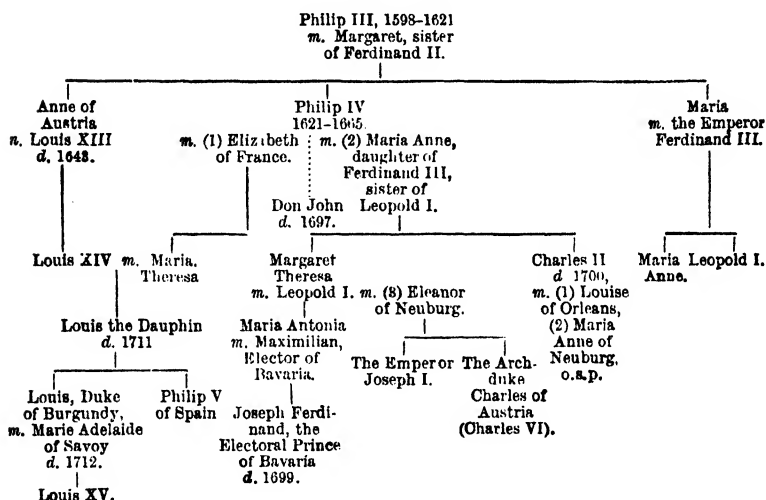 Philip III, 1598-1621
m. Margaret, sister
of Ferdinand II.
Anne of
Austria
n. Louis XIII
d. 1643.
Philip IV
1621-1665.
m. (1) Elizabeth
of France.
m. (2) Maria Anne,
daughter of
Ferdinand III,
sister of
Leopold I.
Don John
d. 1697.
Maria
m. the Emperor
Ferdinand III.
Louis XIV m. Maria.
Theresa
Margaret
Theresa
m. Leopold I. m. (3) Eleanor
of Neuburg.
Charles II
d 1700,
m. (1) Louise
of Orleans,
(2) Maria
Anne of
Neuburg,
o.s.p.
Maria Leopold I.
Anne.
Louis the Dauphin
d. 1711
Maria Antonia
m. Maximilian,
Elector of
Bavaria.
The Emperor
Joseph I.
The Arch-
duke
Charles of
Austria
(Charles VI).
Louis, Duke
of Burgundy,
m. Marie Adelaide
of Savoy
d. 1712.
Philip V
of Spain
Joseph Ferdi-
nand, the
Electoral Prince
of Bavaria
d. 1699.
Louis XV.